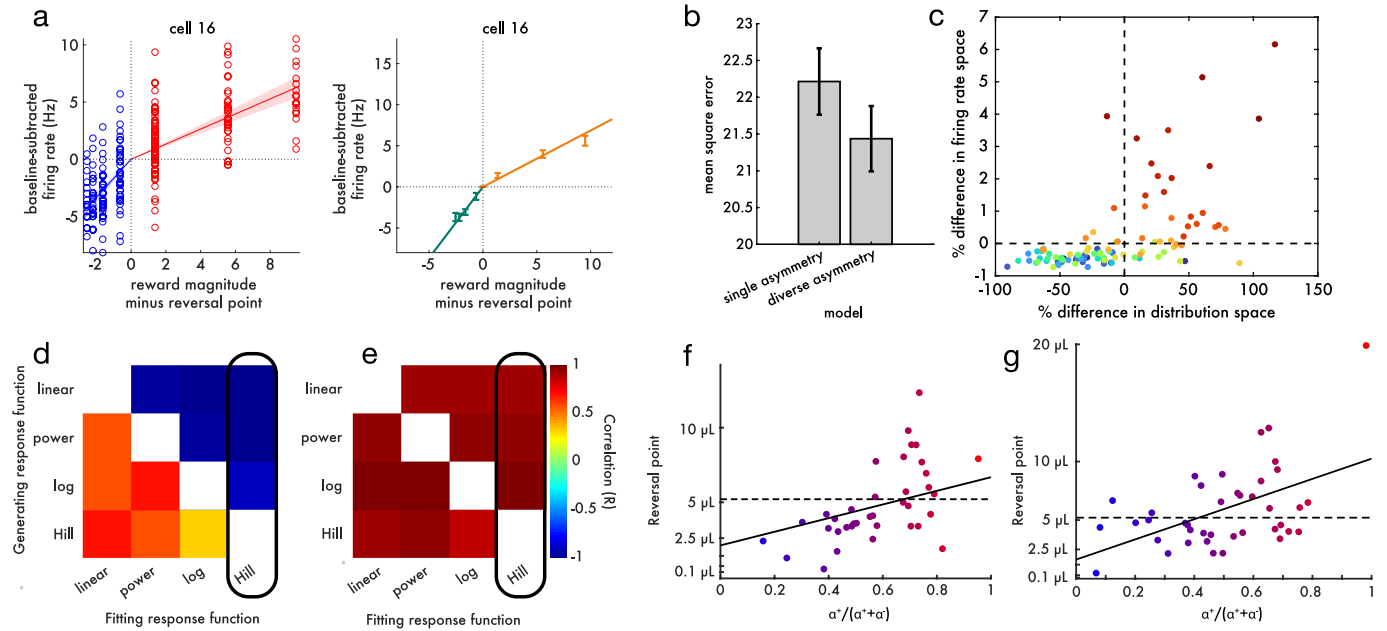 a
cell 16
baseline-subtracted
firing rate (Hz)
10
5
0
-5
-2
0
2
4
6
8
reward magnitude
minus reversal point
cell 16
baseline-subtracted
firing rate (Hz)
15
10
5
0
-5
-5
0
5
10
reward magnitude
minus reversal point
b
mean square error
23
22.5
22
21.5
21
20.5
20
single asymmetry
diverse asymmetry
model
c
% difference in firing rate space
7
6
5
4
3
2
1
0
-1
-100
-50
0
50
100
150
% difference in distribution space
d
Generating response function
linear
power
log
Hill
linear
power
log
Hill
Fitting response function
e
linear
power
log
Hill
Fitting response function
1
0.5
0
-0.5
-1
Correlation (R)
f
Reversal point
10 µL
5 µL
2.5 µL
0.1 µL
0
0.2
0.4
0.6
0.8
1
α⁺/(α⁺+α⁻)
g
Reversal point
20 µL
10 µL
5 µL
2.5 µL
0.1 µL
0
0.2
0.4
0.6
0.8
1
α⁺/(α⁺+α⁻)